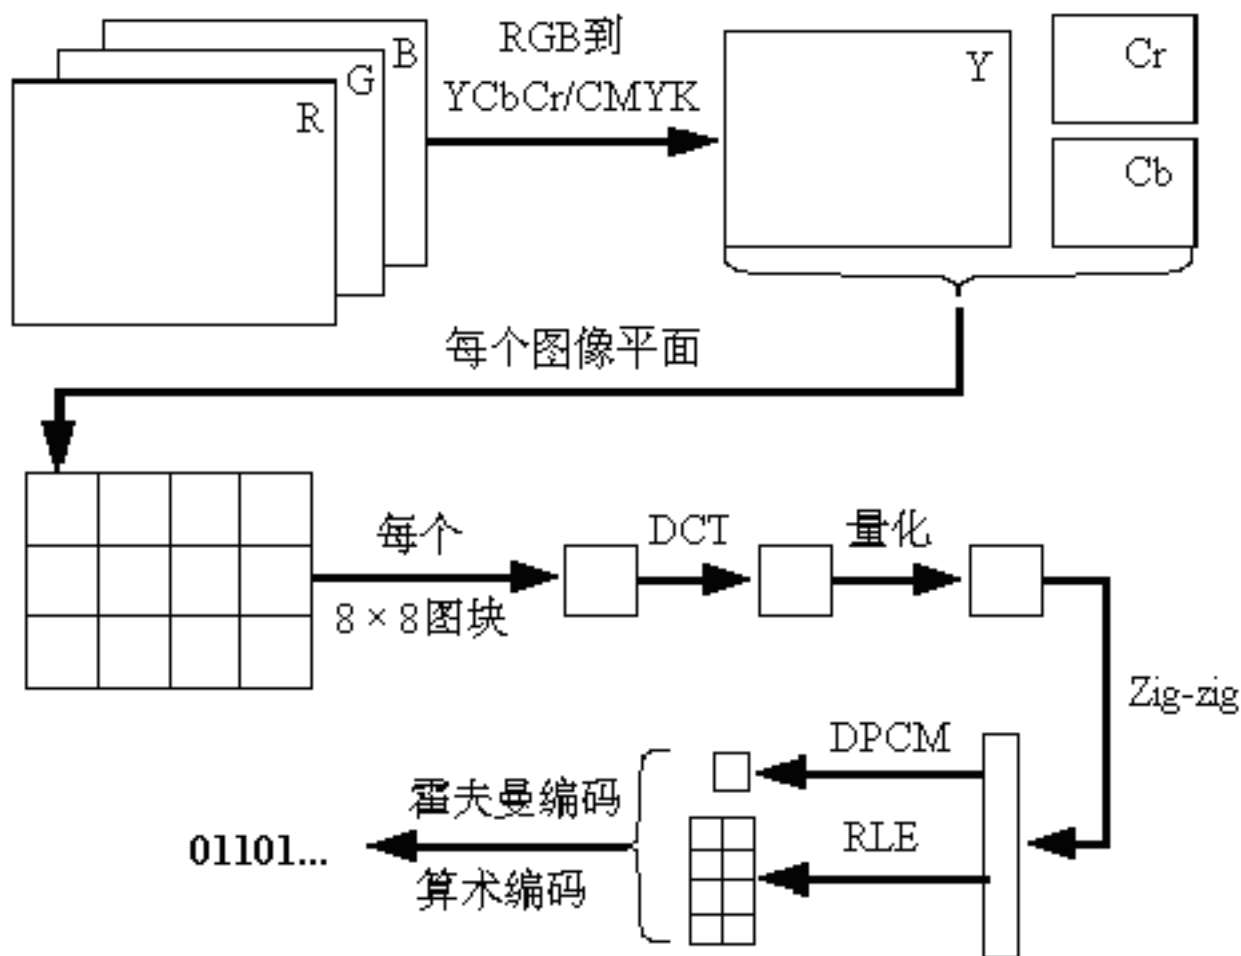 B
G
R
RGB到
YCbCr/CMYK
Y
Cr
Cb
每个图像平面
每个
8×8图块
DCT
量化
Zig-zig
DPCM
RLE
霍夫曼编码
算术编码
01101...